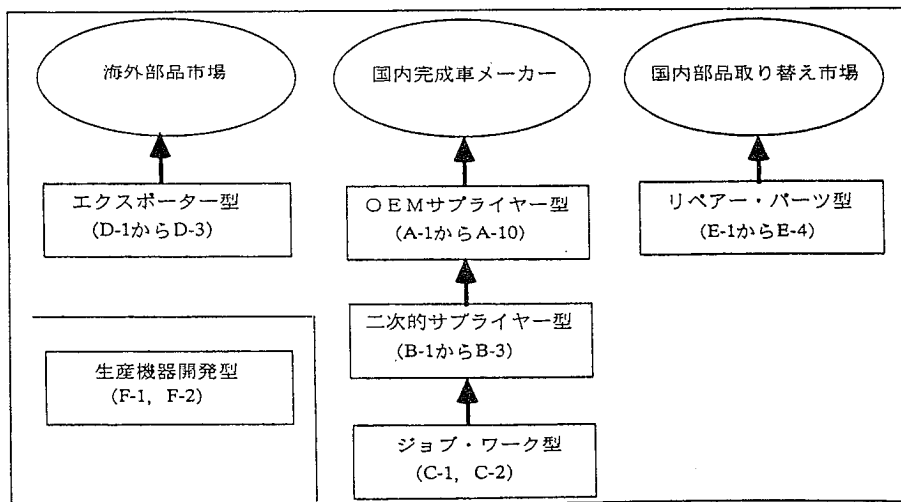 海外部品市場
国内完成車メーカー
国内部品取り替え市場
エクスポーター型
(D-1からD-3)
OEMサプライヤー型
(A-1からA-10)
リペアー・パーツ型
(E-1からE-4)
二次的サプライヤー型
(B-1からB-3)
生産機器開発型
(F-1, F-2)
ジョブ・ワーク型
(C-1, C-2)